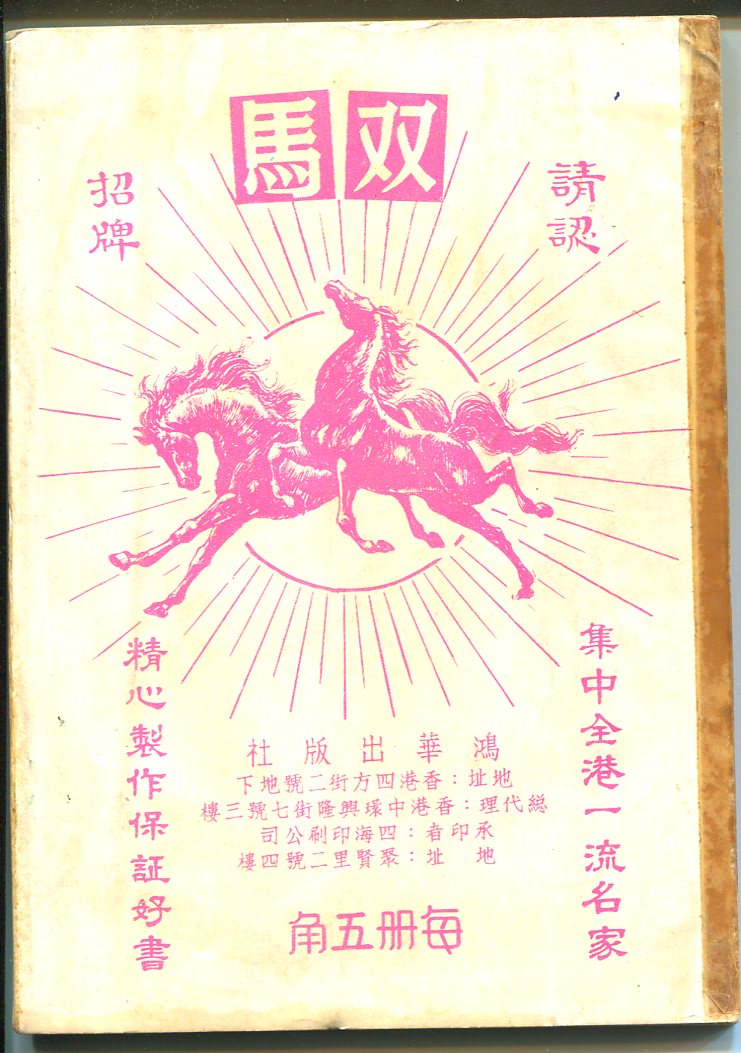 双馬
請認
招牌
集中全港一流名家
精心製作保証好書
鴻華出版社
地址：香港四方街二號地下
総代理：香港中環興隆街七號三樓
承印者：四海印刷公司
地址：聚賢里二號四樓
每册五角